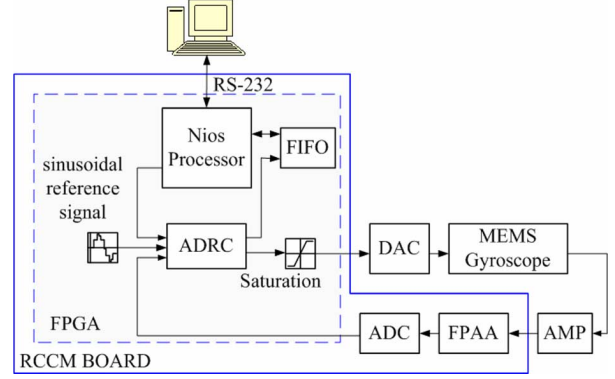 RS-232
Nios
Processor
FIFO
sinusoidal
reference
signal
ADRC
Saturation
DAC
MEMS
Gyroscope
FPGA
ADC
FPAA
AMP
RCCM BOARD